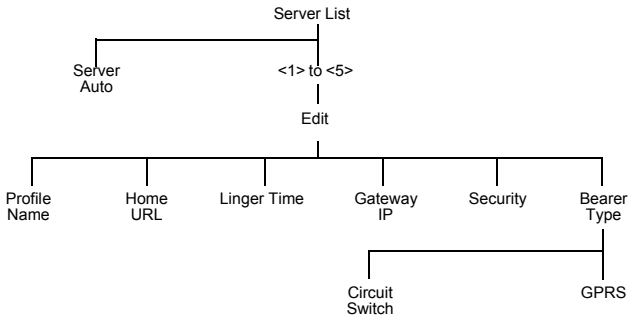 Server List
Server
Auto
<1> to <5>
Edit
Profile
Name
Home
URL
Linger Time
Gateway
IP
Security
Bearer
Type
Circuit
Switch
GPRS